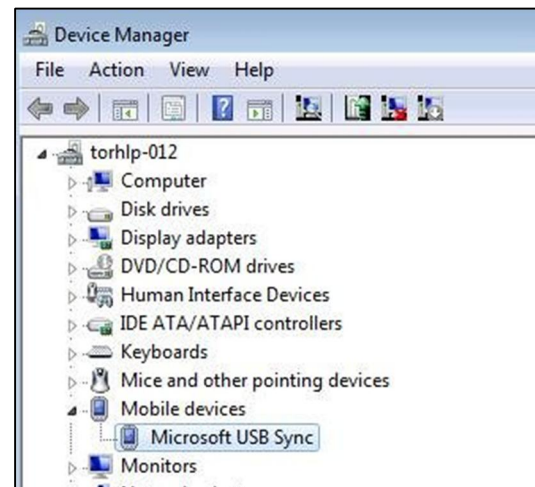 Device Manager
File Action View Help
torhlp-012
Computer
Disk drives
Display adapters
DVD/CD-ROM drives
Human Interface Devices
IDE ATA/ATAPI controllers
Keyboards
Mice and other pointing devices
Mobile devices
Microsoft USB Sync
Monitors